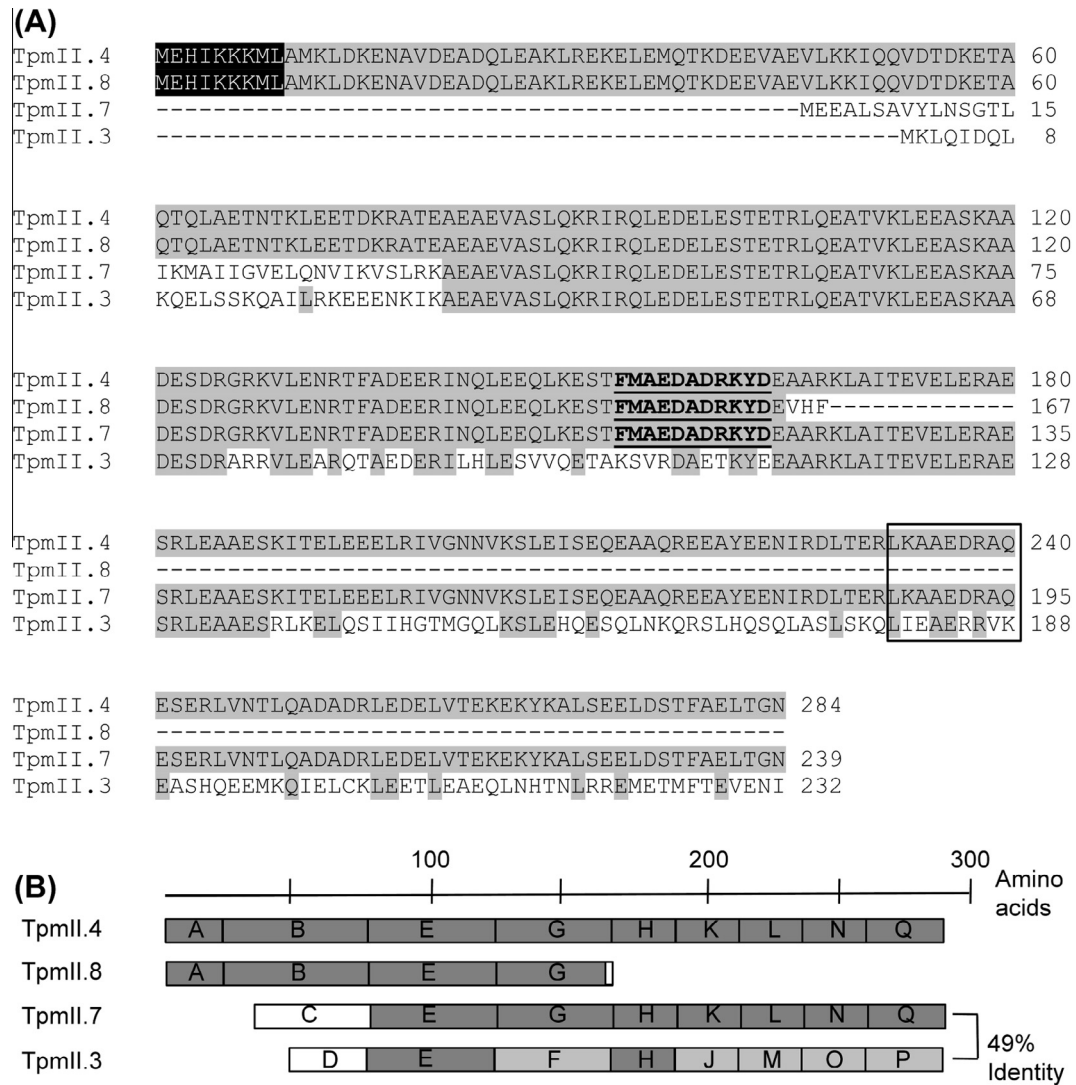 (A)
TpmII.4 MEHIKKKMLAMKLDKENAVDEADQLEAKLREKELEMQTKDEEVAEVLKKIQQVDTDKETA 60
TpmII.8 MEHIKKKMLAMKLDKENAVDEADQLEAKLREKELEMQTKDEEVAEVLKKIQQVDTDKETA 60
TpmII.7 ---------------------------------------------MEEALSAVYLNSGTL 15
TpmII.3 ----------------------------------------------------MKLQIDQL 8
TpmII.4 QTQLAETNTKLEETDKRATEAEAEVASLQKRIRQLEDELESTETRLQEATVKLEEASKAA 120
TpmII.8 QTQLAETNTKLEETDKRATEAEAEVASLQKRIRQLEDELESTETRLQEATVKLEEASKAA 120
TpmII.7 IKMAIIGVELQNVIKVSLRKAEAEVASLQKRIRQLEDELESTETRLQEATVKLEEASKAA 75
TpmII.3 KQELSSKQAILRKEEENKIKAEAEVASLQKRIRQLEDELESTETRLQEATVKLEEASKAA 68
TpmII.4 DESDRGRKVLENRTFADEERINQLEEQLKESTFMAEDADRKYDEAARKLAITEVELERAE 180
TpmII.8 DESDRGRKVLENRTFADEERINQLEEQLKESTFMAEDADRKYDEVHF------------- 167
TpmII.7 DESDRGRKVLENRTFADEERINQLEEQLKESTFMAEDADRKYDEAARKLAITEVELERAE 135
TpmII.3 DESDRARRVLEARQTAEDERILHLESVVQETAKSVRDAETKYEEAARKLAITEVELERAE 128
TpmII.4 SRLEAAESKITELEEELRIVGNNVKSLEISEQEAAQREEAYEENIRDLTERLKAAEDRAQ 240
TpmII.8 ------------------------------------------------------------
TpmII.7 SRLEAAESKITELEEELRIVGNNVKSLEISEQEAAQREEAYEENIRDLTERLKAAEDRAQ 195
TpmII.3 SRLEAAESRLKELQSIIHGTMGQLKSLEHQESQLNKQRSLHQSQLASLSKQLIEAERRVK 188
TpmII.4 ESERLVNTLQADADRLEDELVTEKEKYKALSEELDSTFAELTGN 284
TpmII.8 --------------------------------------------
TpmII.7 ESERLVNTLQADADRLEDELVTEKEKYKALSEELDSTFAELTGN 239
TpmII.3 EASHQEEMKQIELCKLEETLEAEQLNHTNLRREMETMFTEVENI 232
100 200 300
(B) Amino
acids
TpmII.4 A B E G H K L N Q
TpmII.8 A B E G
TpmII.7 C E G H K L N Q
TpmII.3 D E F H J M O P
49%
Identity